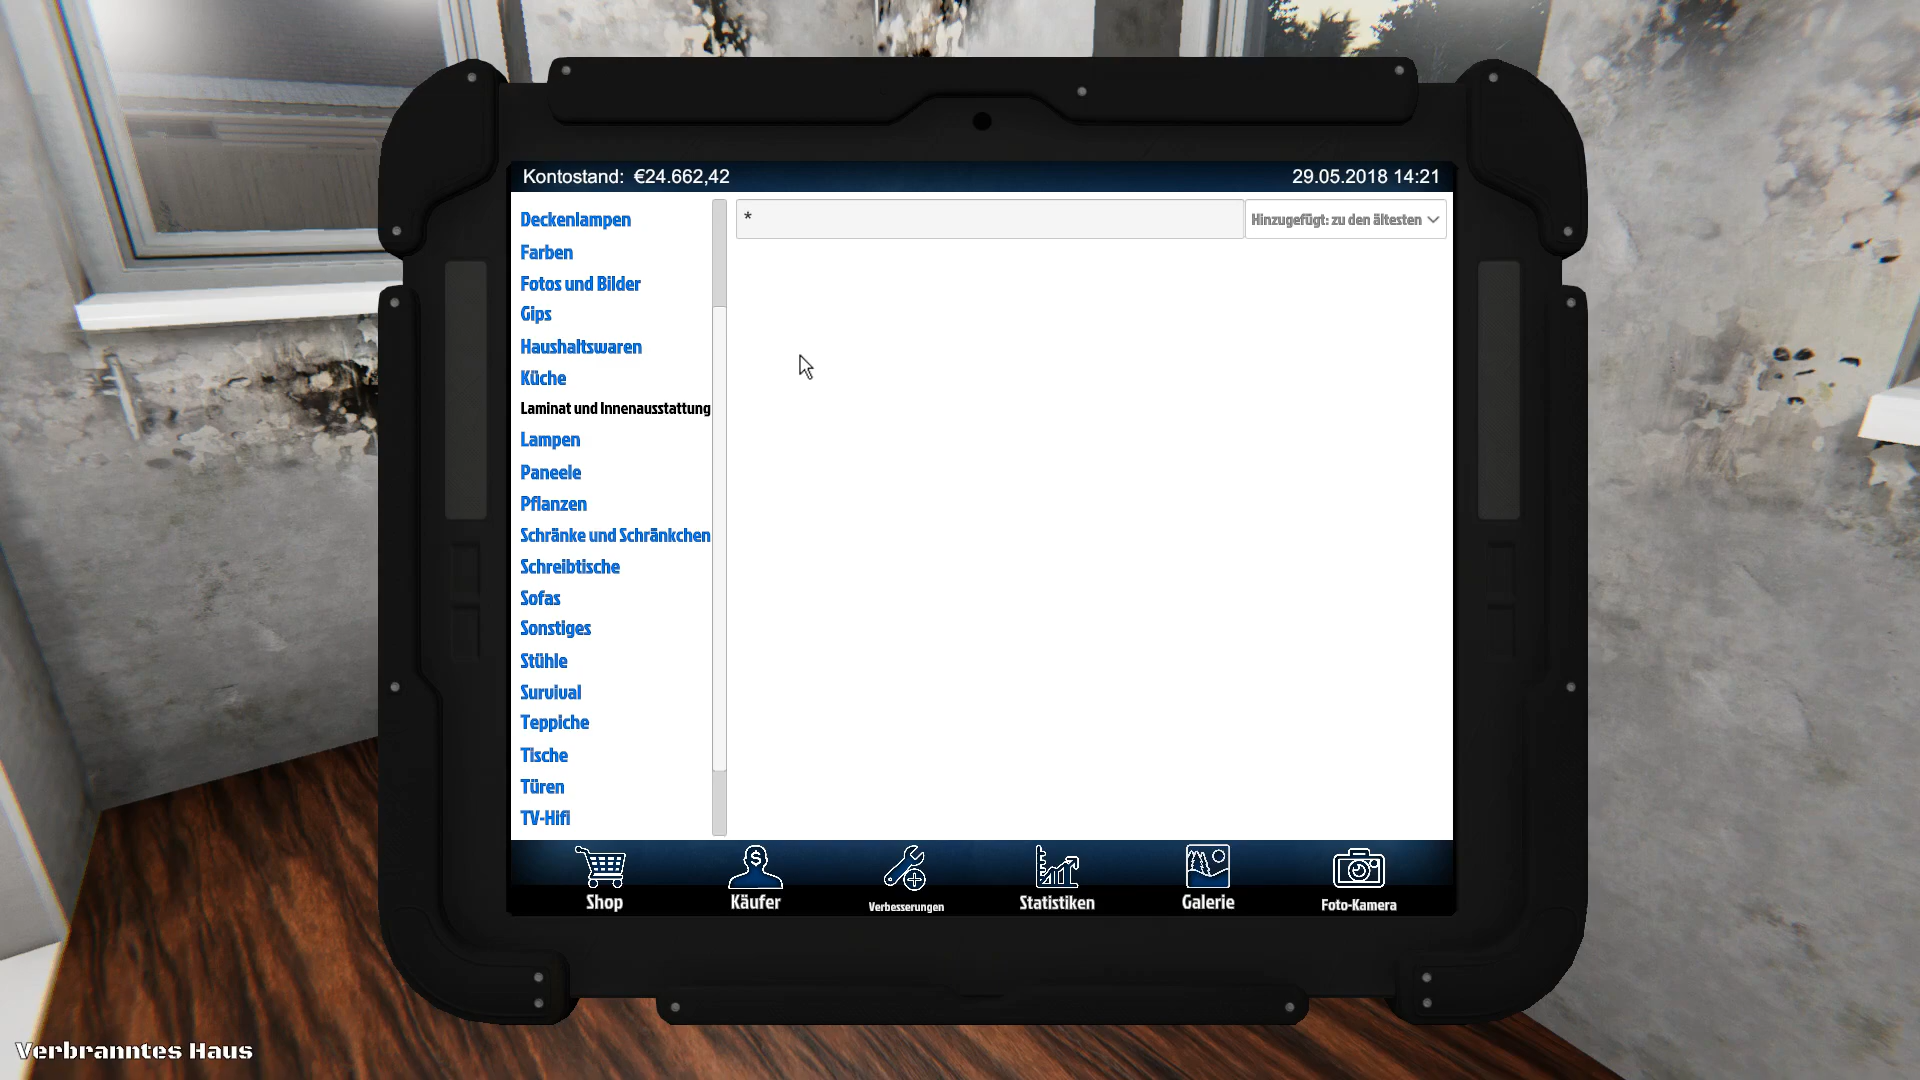 Kontostand: €24.662,42
29.05.2018 14:21
Deckenlampen
Farben
Fotos und Bilder
Gips
Haushaltswaren
Küche
Laminat und Innenausstattung
Lampen
Paneele
Pflanzen
Schränke und Schränkchen
Schreibtische
Sofas
Sonstiges
Stühle
Survival
Teppiche
Tische
Türen
TV-Hifi
*
Hinzugefügt: zu den ältesten
Shop
Käufer
Verbesserungen
Statistiken
Galerie
Foto-Kamera
Verbranntes Haus